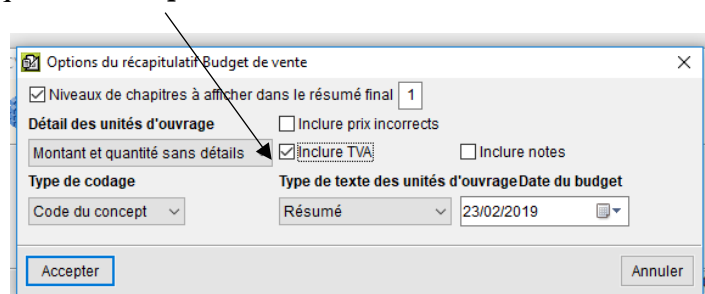 Options du récapitulatif Budget de vente
Niveaux de chapitres à afficher dans le résumé final 1
Détail des unités d'ouvrage Inclure prix incorrects
Montant et quantité sans détails Inclure TVA Inclure notes
Type de codage Type de texte des unités d'ouvrage Date du budget
Code du concept Résumé 23/02/2019
Accepter Annuler